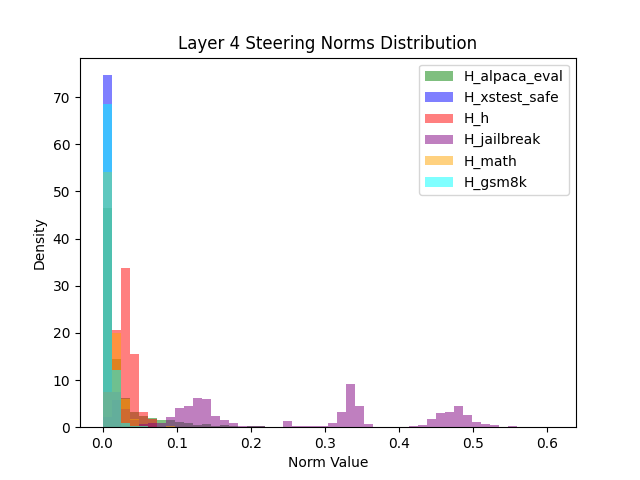 Layer 4 Steering Norms Distribution
H_alpaca_eval
H_xstest_safe
H_h
H_jailbreak
H_math
H_gsm8k
Density
70
60
50
40
30
20
10
0
0.0 0.1 0.2 0.3 0.4 0.5 0.6
Norm Value